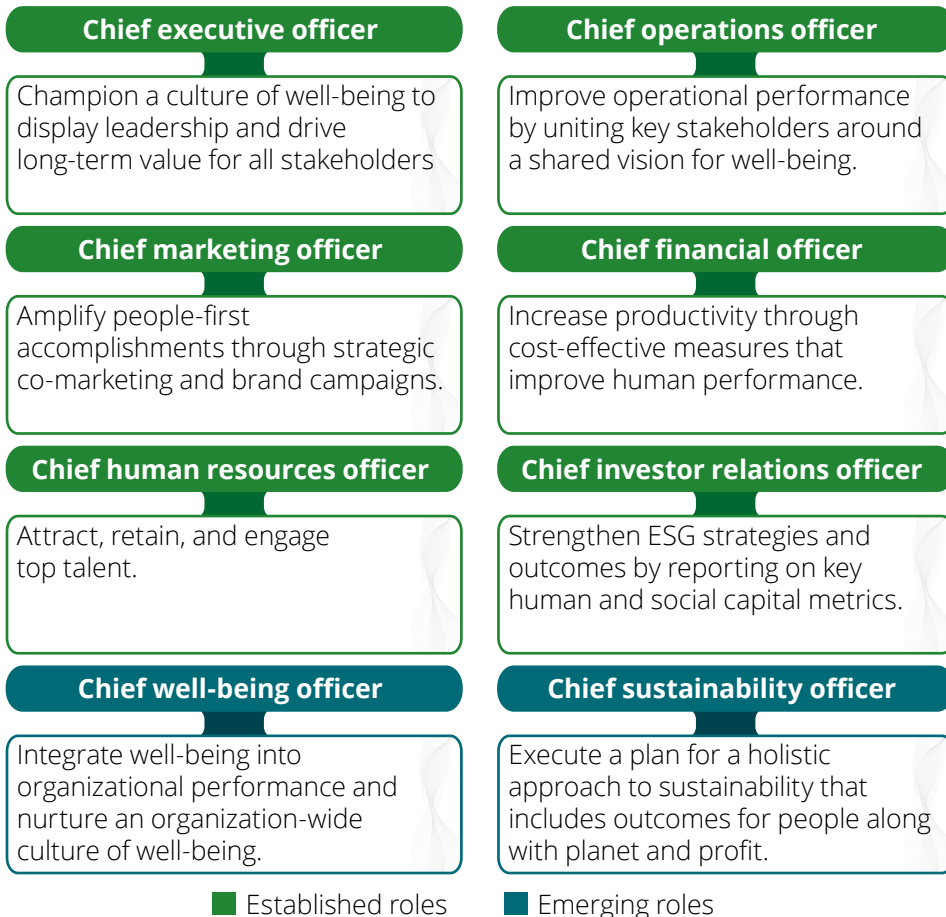 Chief executive officer
Champion a culture of well-being to
display leadership and drive
long-term value for all stakeholders
Chief operations officer
Improve operational performance
by uniting key stakeholders around
a shared vision for well-being.
Chief marketing officer
Amplify people-first
accomplishments through strategic
co-marketing and brand campaigns.
Chief financial officer
Increase productivity through
cost-effective measures that
improve human performance.
Chief human resources officer
Attract, retain, and engage
top talent.
Chief investor relations officer
Strengthen ESG strategies and
outcomes by reporting on key
human and social capital metrics.
Chief well-being officer
Integrate well-being into
organizational performance and
nurture an organization-wide
culture of well-being.
Chief sustainability officer
Execute a plan for a holistic
approach to sustainability that
includes outcomes for people along
with planet and profit.
Established roles
Emerging roles